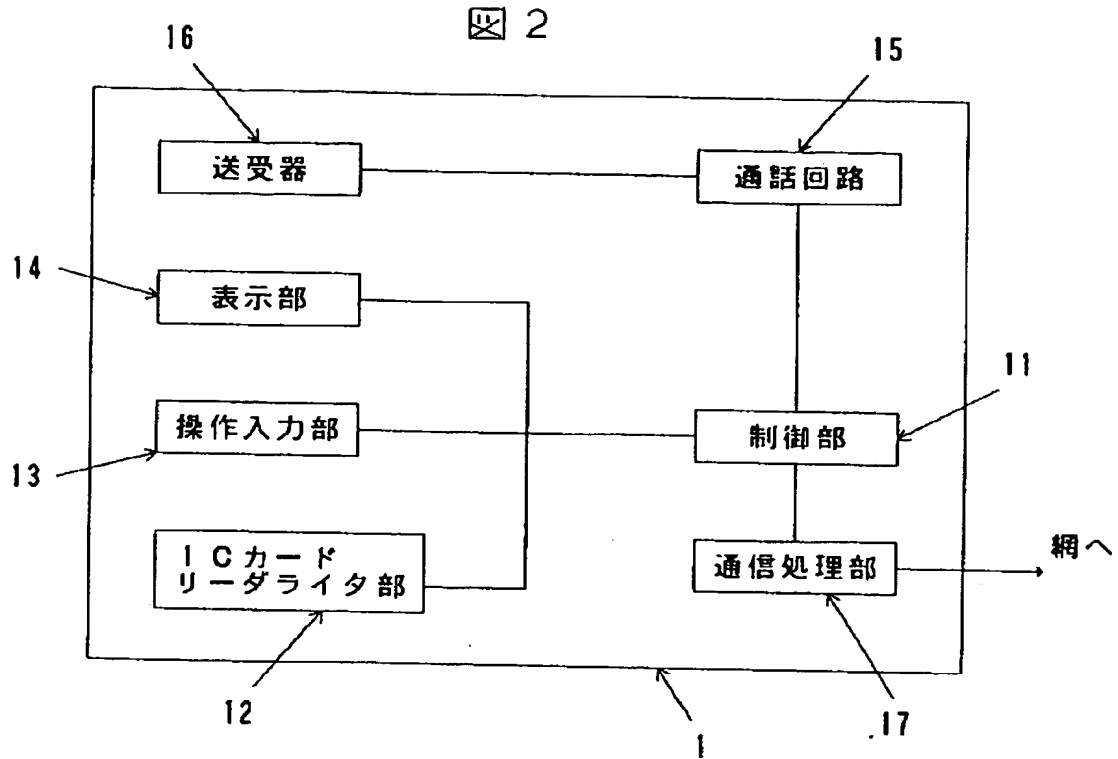 図2
16
15
送受器
通話回路
14
表示部
11
操作入力部
制御部
13
ICカード
リーダライタ部
通信処理部
網へ
12
17
1